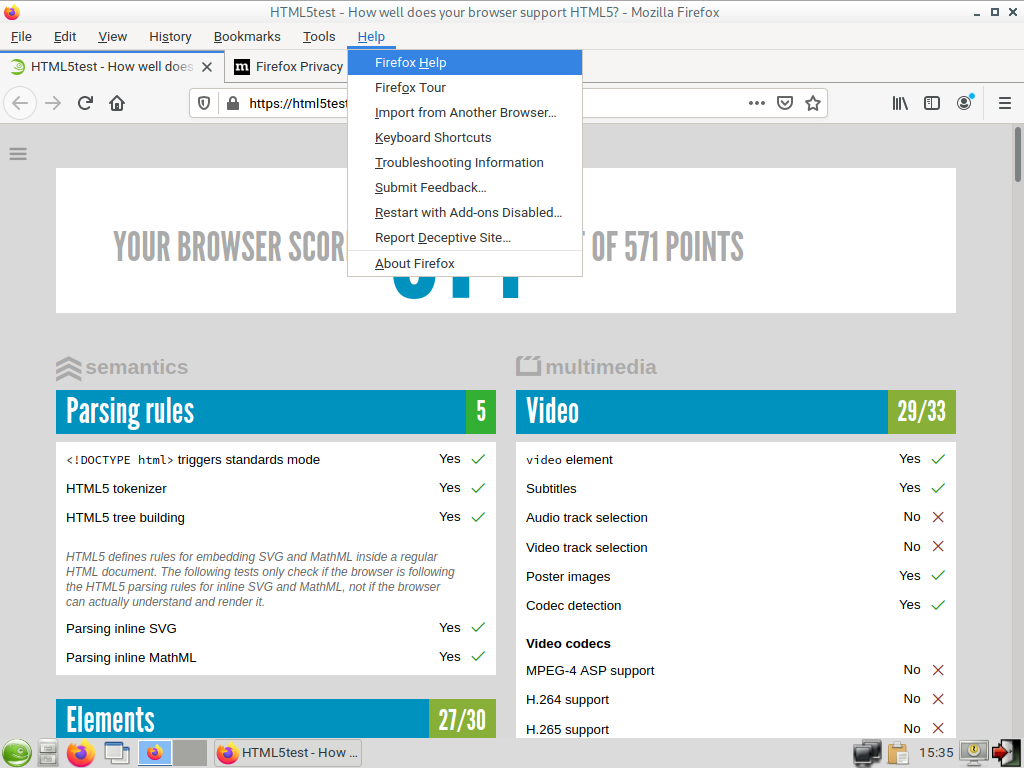 HTML5test - How well does your browser support HTML5? - Mozilla Firefox
File Edit View History Bookmarks Tools Help
HTML5test - How well does
Firefox Privacy
https://html5test
Firefox Help
Firefox Tour
Import from Another Browser...
Keyboard Shortcuts
Troubleshooting Information
Submit Feedback...
Restart with Add-ons Disabled...
Report Deceptive Site...
About Firefox
YOUR BROWSER OF 571 POINTS
semantics
Parsing rules 5
<!DOCTYPE html> triggers standards mode Yes
HTML5 tokenizer Yes
HTML5 tree building Yes
HTML5 defines rules for embedding SVG and MathML inside a regular
HTML document. The following tests only check if the browser is following
the HTML5 parsing rules for inline SVG and MathML, not if the browser
can actually understand and render it.
Parsing inline SVG Yes
Parsing inline MathML Yes
Elements 27/30
multimedia
Video 29/33
video element Yes
Subtitles Yes
Audio track selection No
Video track selection No
Poster images Yes
Codec detection Yes
Video codecs
MPEG-4 ASP support No
H.264 support No
H.265 support No
HTML5test - How ...
15:35